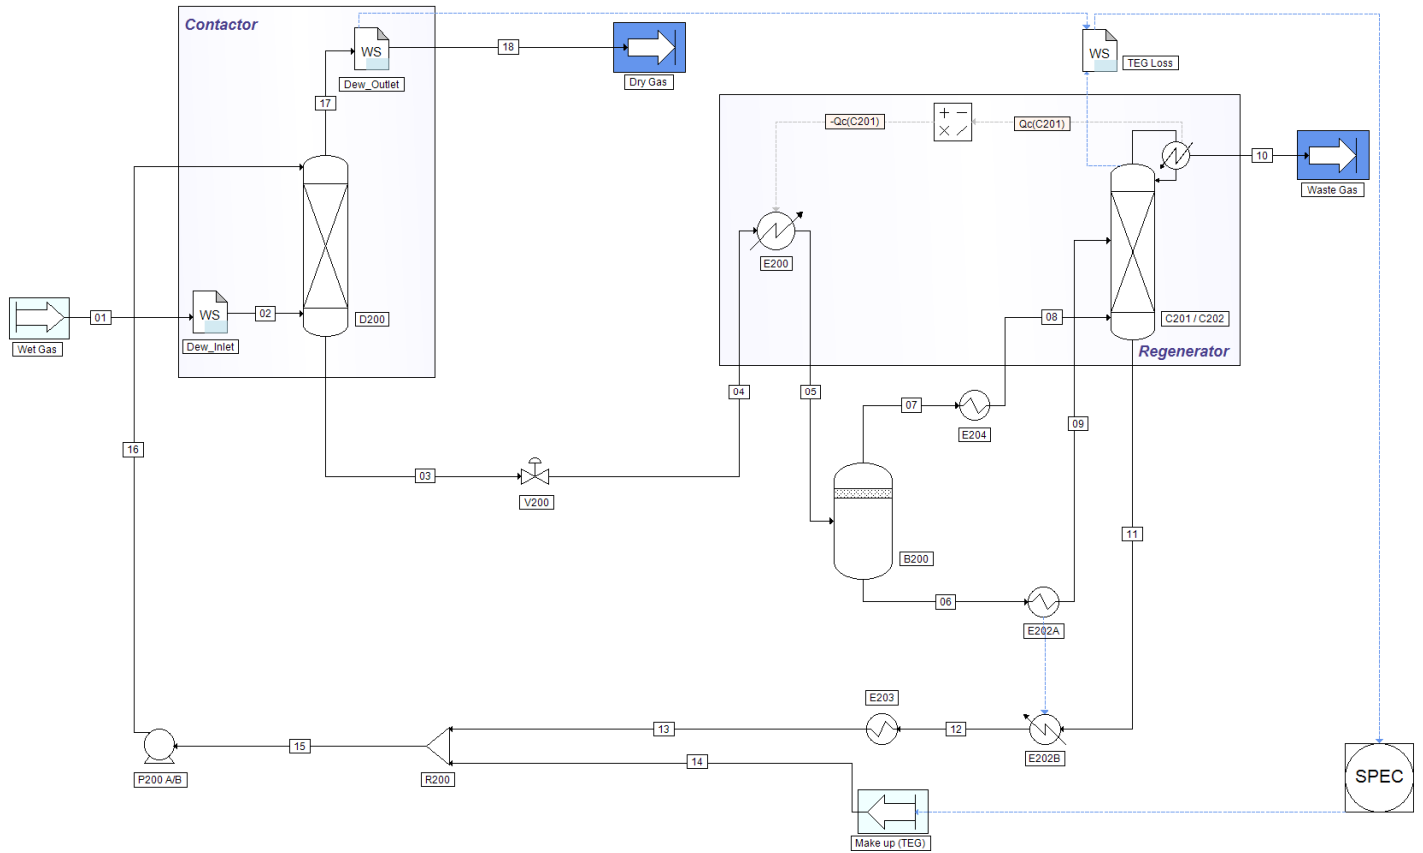 Contactor
WS
Dew_Outlet
18
Dry Gas
WS
TEG Loss
17
-Qc(C201)
+ −
× ∕
Qc(C201)
10
Waste Gas
E200
01
Wet Gas
WS
Dew_Inlet
02
D200
08
C201 / C202
Regenerator
04
05
07
E204
09
16
03
V200
B200
11
06
E202A
E203
13
12
E202B
15
P200 A/B
R200
14
Make up (TEG)
SPEC